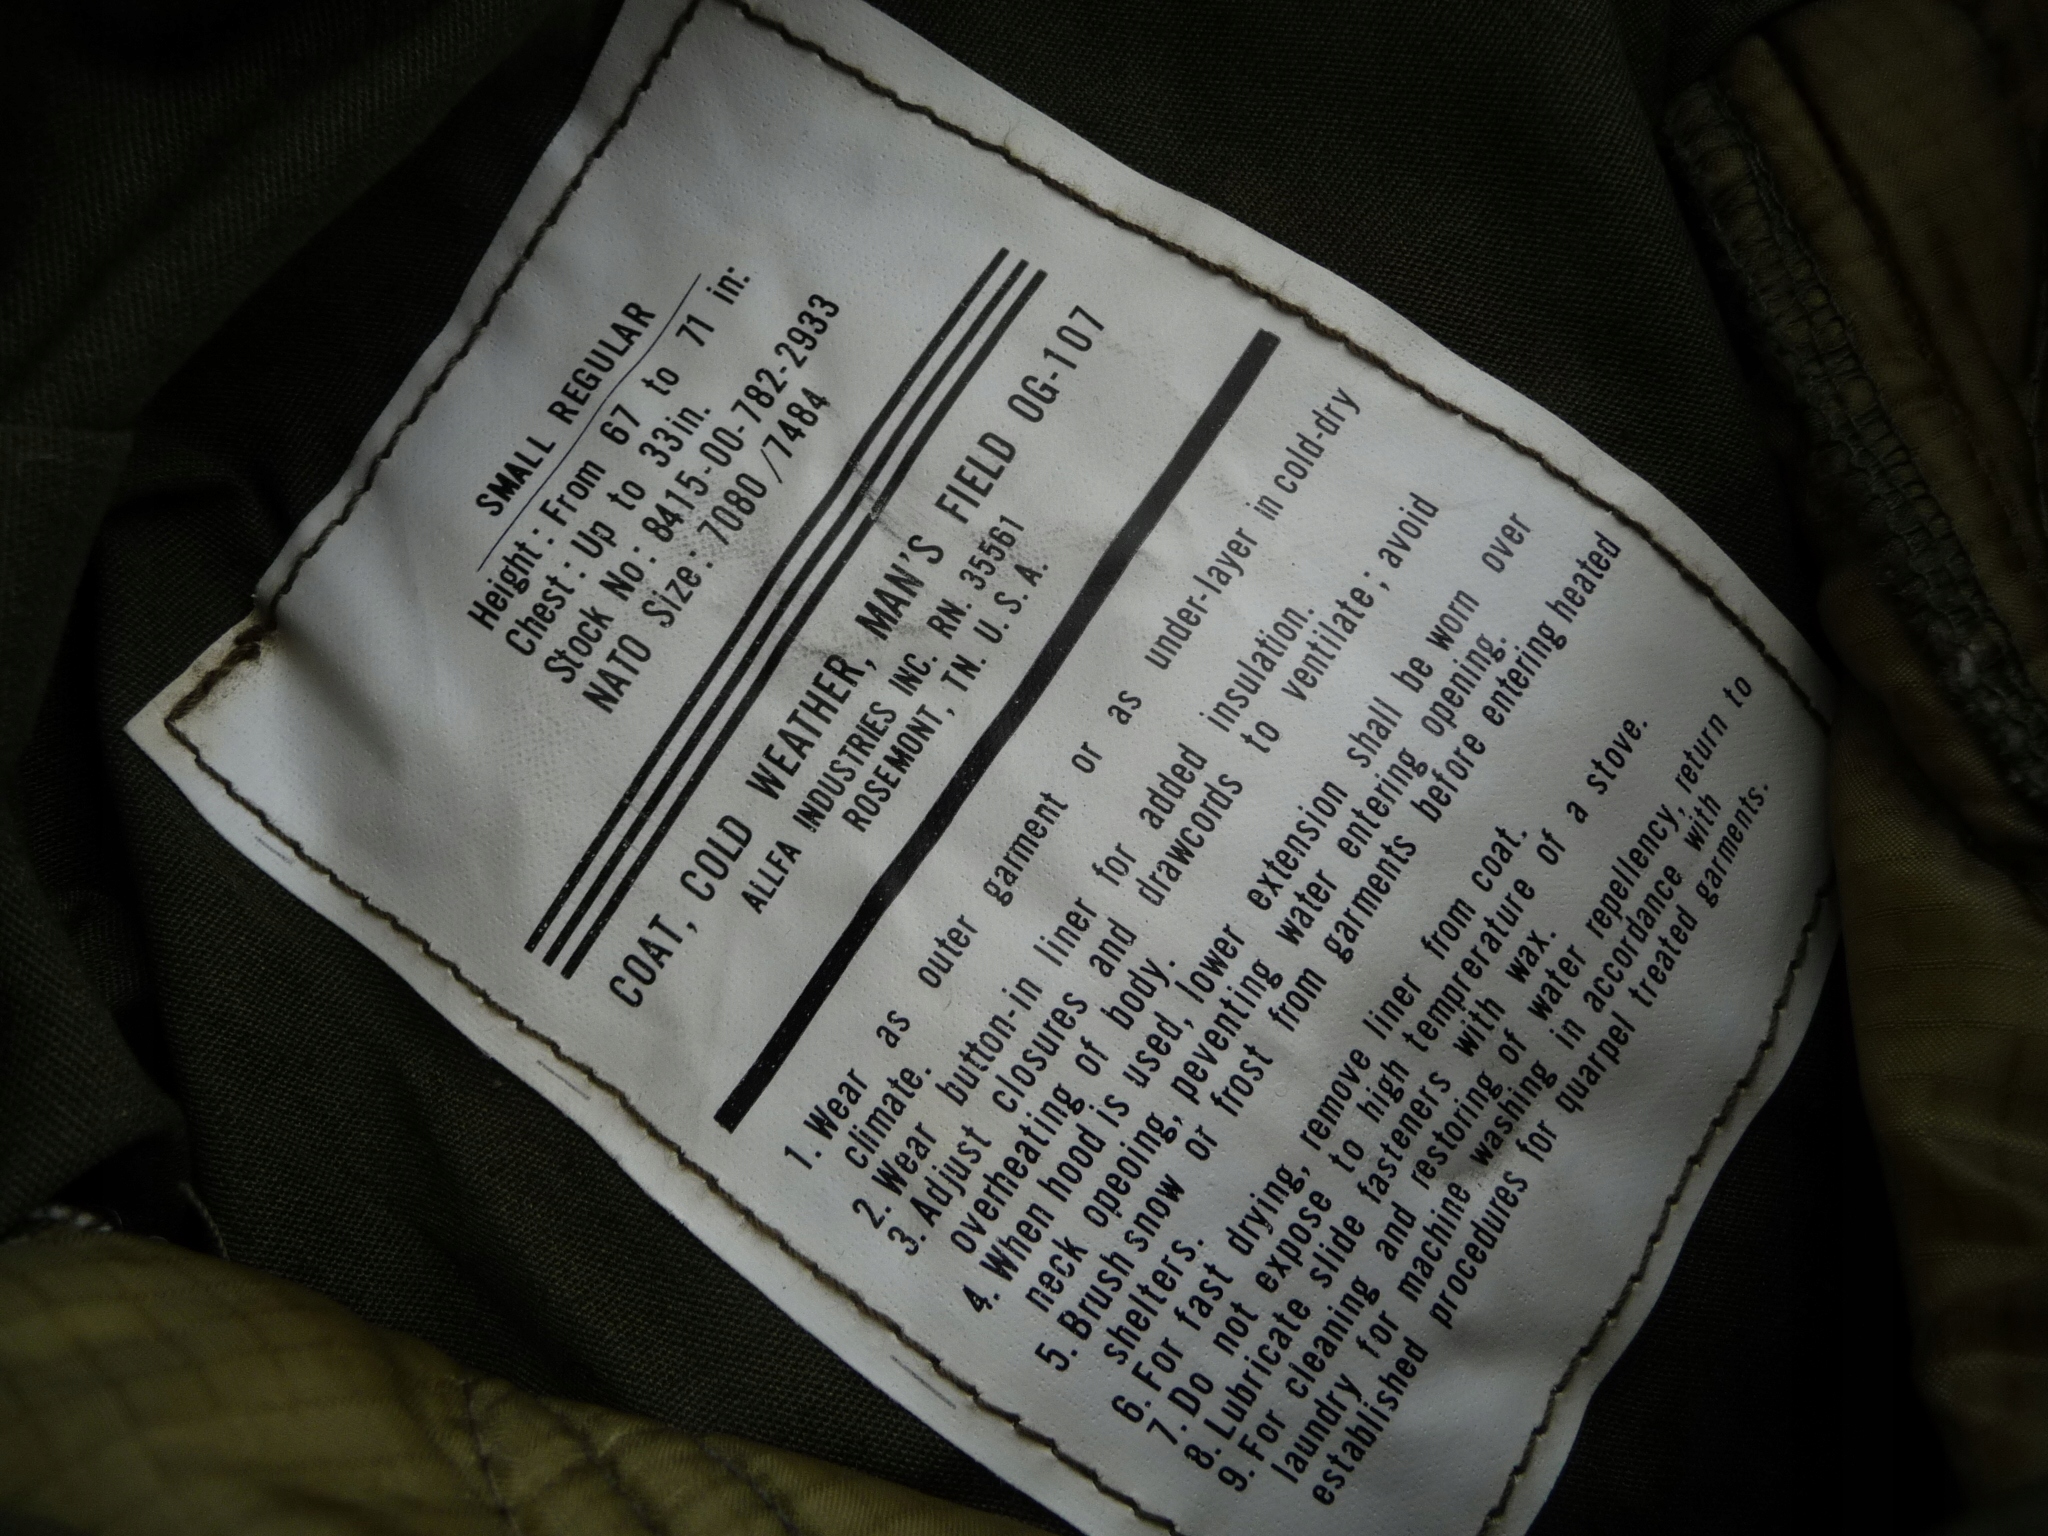 SMALL REGULAR
Height : From 67 to 71 in:
Chest : Up to 33in.
Stock No : 8415-00-782-2933
NATO Size : 7080 /7484
COAT, COLD WEATHER, MAN'S FIELD OG-107
ALLFA INDUSTRIES INC. RN. 35561
ROSEMONT, TN. U. S. A.
1. Wear as outer garment or as under-layer in cold-dry
climate.
2. Wear button-in liner for added insulation.
3. Adjust closures and drawcords to ventilate ; avoid
overheating of body.
4. When hood is used, lower extension shall be worn over
neck opeoing, peventing water entering opening.
5. Brush snow or frost from garments before entering heated
shelters.
6. For fast drying, remove liner from coat.
7. Do not expose to high temprerature of a stove.
8. Lubricate slide fasteners with wax.
9. For cleaning and restoring of water repellency, return to
laundry for machine washing in accordance with
established procedures for quarpel treated garments.